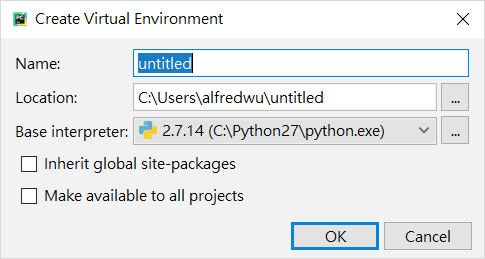 Create Virtual Environment
Name: untitled
Location: C:\Users\alfredwu\untitled ...
Base interpreter: 2.7.14 (C:\Python27\python.exe) ...
Inherit global site-packages
Make available to all projects
OK Cancel